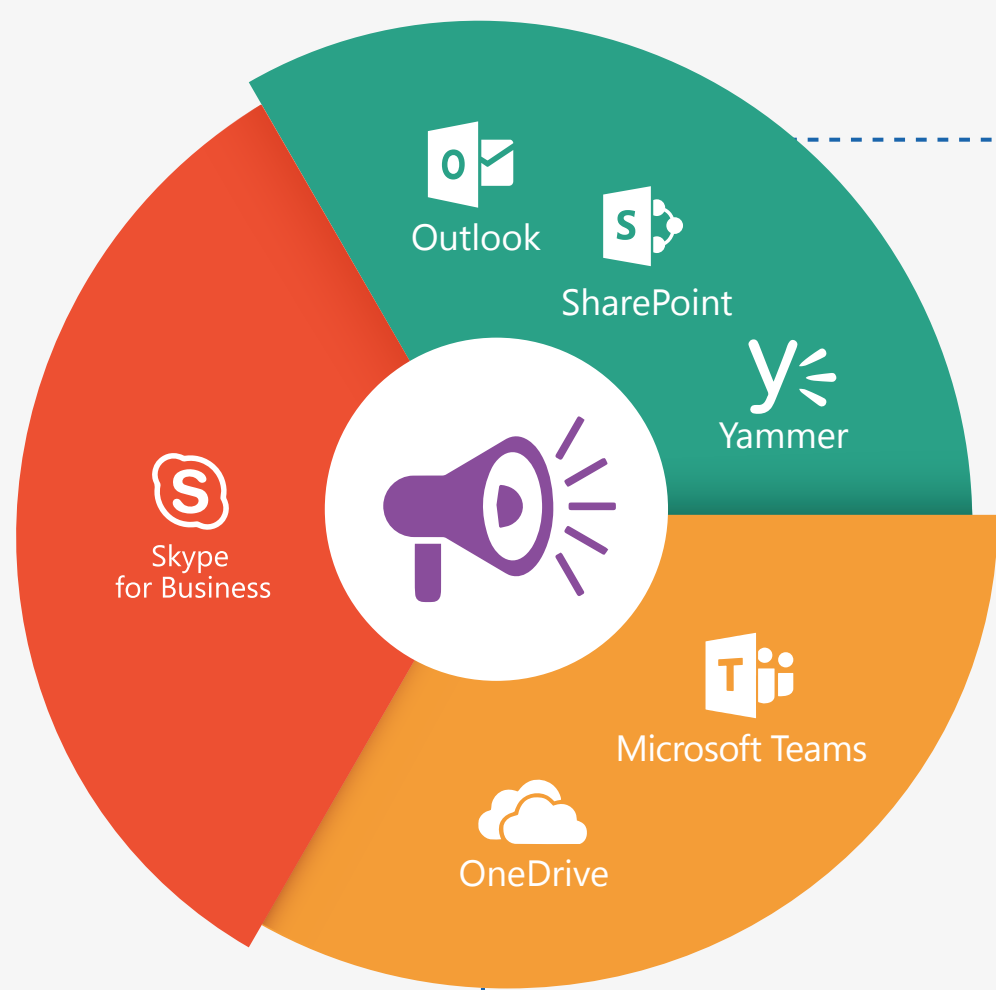 Outlook
SharePoint
Yammer
Skype
for Business
Microsoft Teams
OneDrive